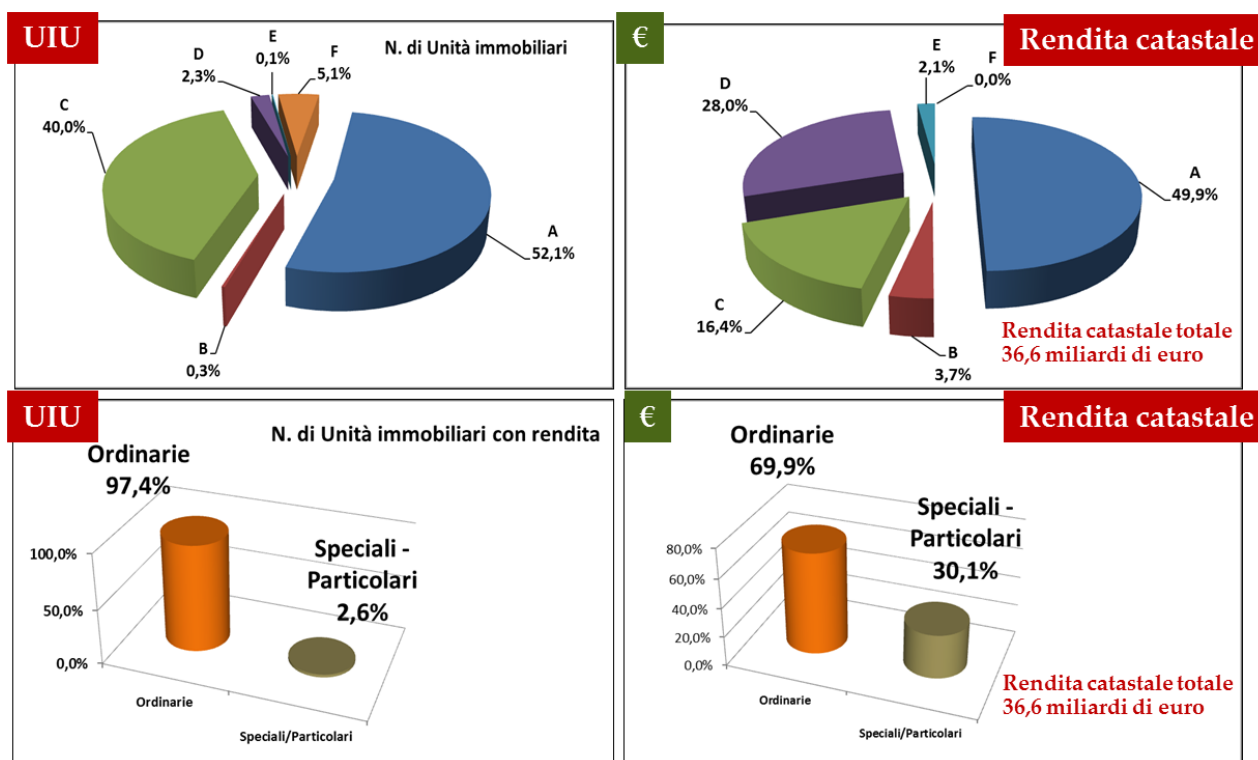 UIU
N. di Unità immobiliari
E
0,1%
F
5,1%
D
2,3%
C
40,0%
A
52,1%
B
0,3%
€
Rendita catastale
E
2,1%
F
0,0%
D
28,0%
A
49,9%
C
16,4%
B
3,7%
Rendita catastale totale
36,6 miliardi di euro
UIU
N. di Unità immobiliari con rendita
Ordinarie
97,4%
Speciali -
Particolari
2,6%
100,0%
50,0%
0,0%
Ordinarie
Speciali/Particolari
€
Rendita catastale
Ordinarie
69,9%
Speciali -
Particolari
30,1%
80,0%
60,0%
40,0%
20,0%
0,0%
Ordinarie
Speciali/Particolari
Rendita catastale totale
36,6 miliardi di euro